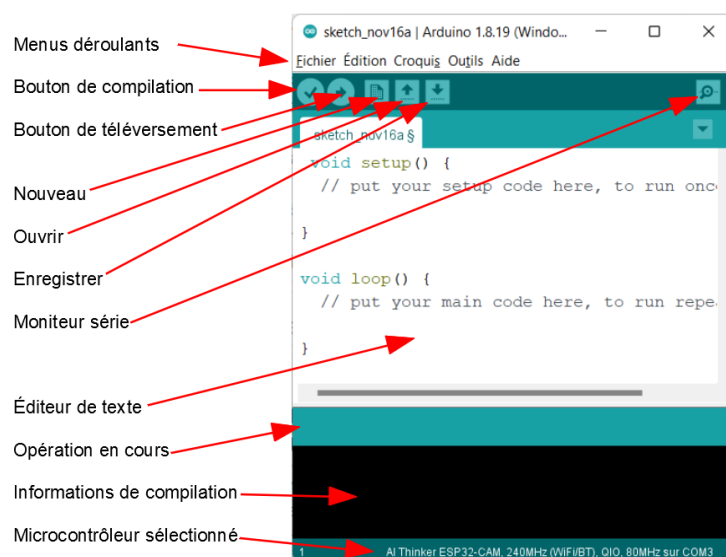 sketch_nov16a | Arduino 1.8.19 (Windo...
Menus déroulants
Fichier Édition Croquis Outils Aide
Bouton de compilation
Bouton de téléversement
sketch_nov16a §
void setup() {
// put your setup code here, to run onc
Nouveau
Ouvrir
}
Enregistrer
void loop() {
Moniteur série
// put your main code here, to run repe
}
Éditeur de texte
Opération en cours
Informations de compilation
Microcontrôleur sélectionné
1
AI Thinker ESP32-CAM, 240MHz (WiFi/BT), QIO, 80MHz sur COM3